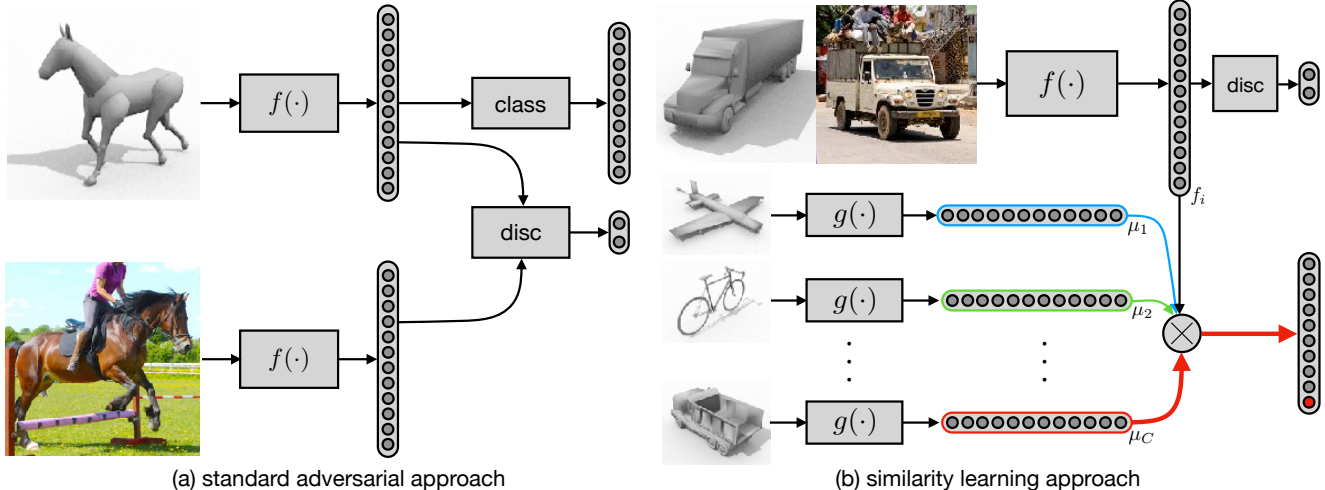 f(·)
class
disc
f(·)
(a) standard adversarial approach
f(·)
disc
f_i
g(·)
μ_1
g(·)
μ_2
g(·)
μ_C
(b) similarity learning approach